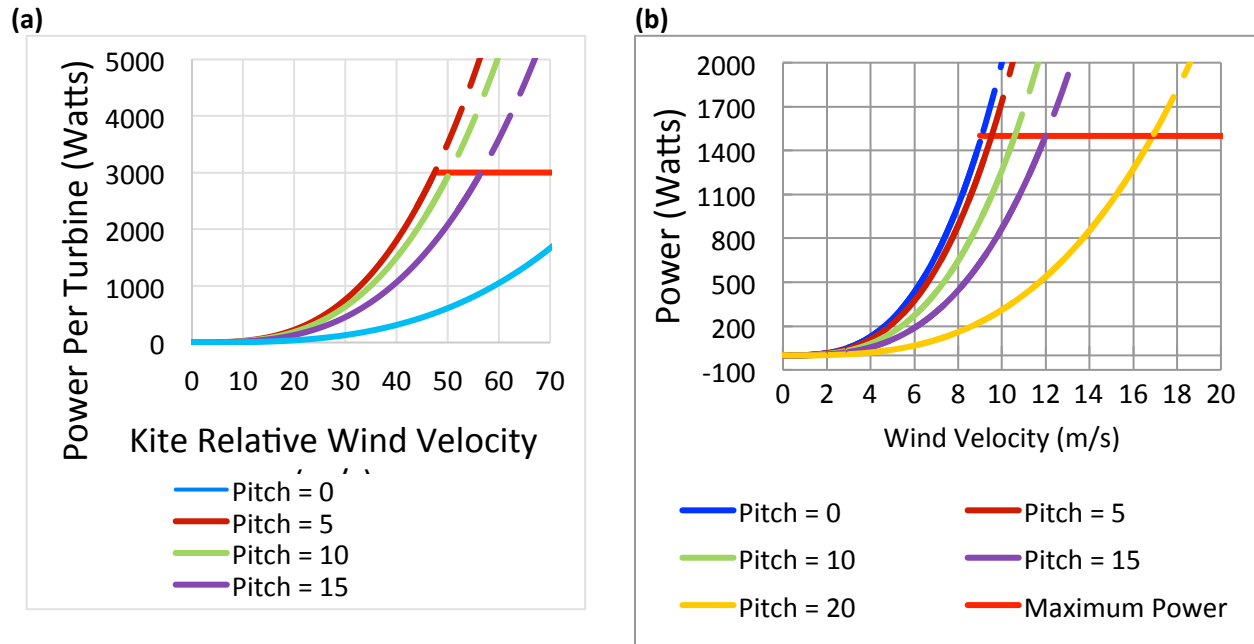 (a)
5000
4000
3000
2000
1000
0
Power Per Turbine (Watts)
0 10 20 30 40 50 60 70
Kite Relative Wind Velocity
Pitch = 0
Pitch = 5
Pitch = 10
Pitch = 15
(b)
2000
1700
1400
1100
800
500
200
-100
Power (Watts)
0 2 4 6 8 10 12 14 16 18 20
Wind Velocity (m/s)
Pitch = 0 Pitch = 5
Pitch = 10 Pitch = 15
Pitch = 20 Maximum Power